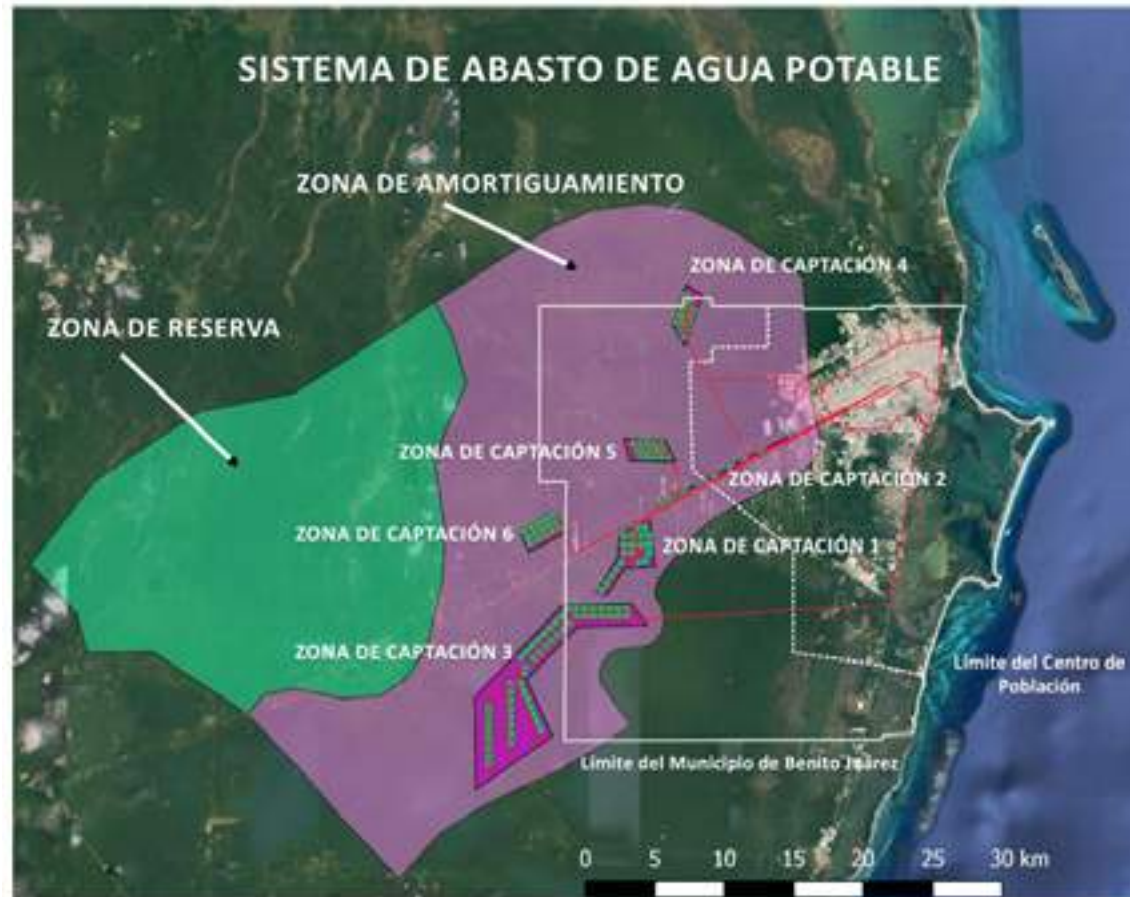 SISTEMA DE ABASTO DE AGUA POTABLE
ZONA DE AMORTIGUAMIENTO
ZONA DE CAPTACIÓN 4
ZONA DE RESERVA
ZONA DE CAPTACIÓN 5
ZONA DE CAPTACIÓN 2
ZONA DE CAPTACIÓN 6
ZONA DE CAPTACIÓN 1
ZONA DE CAPTACIÓN 3
Límite del Centro de
Población
Límite del Municipio de Benito Juárez
0 5 10 15 20 25 30 km